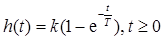 h(t) = k(1 − e^{−t/T}), t ≥ 0